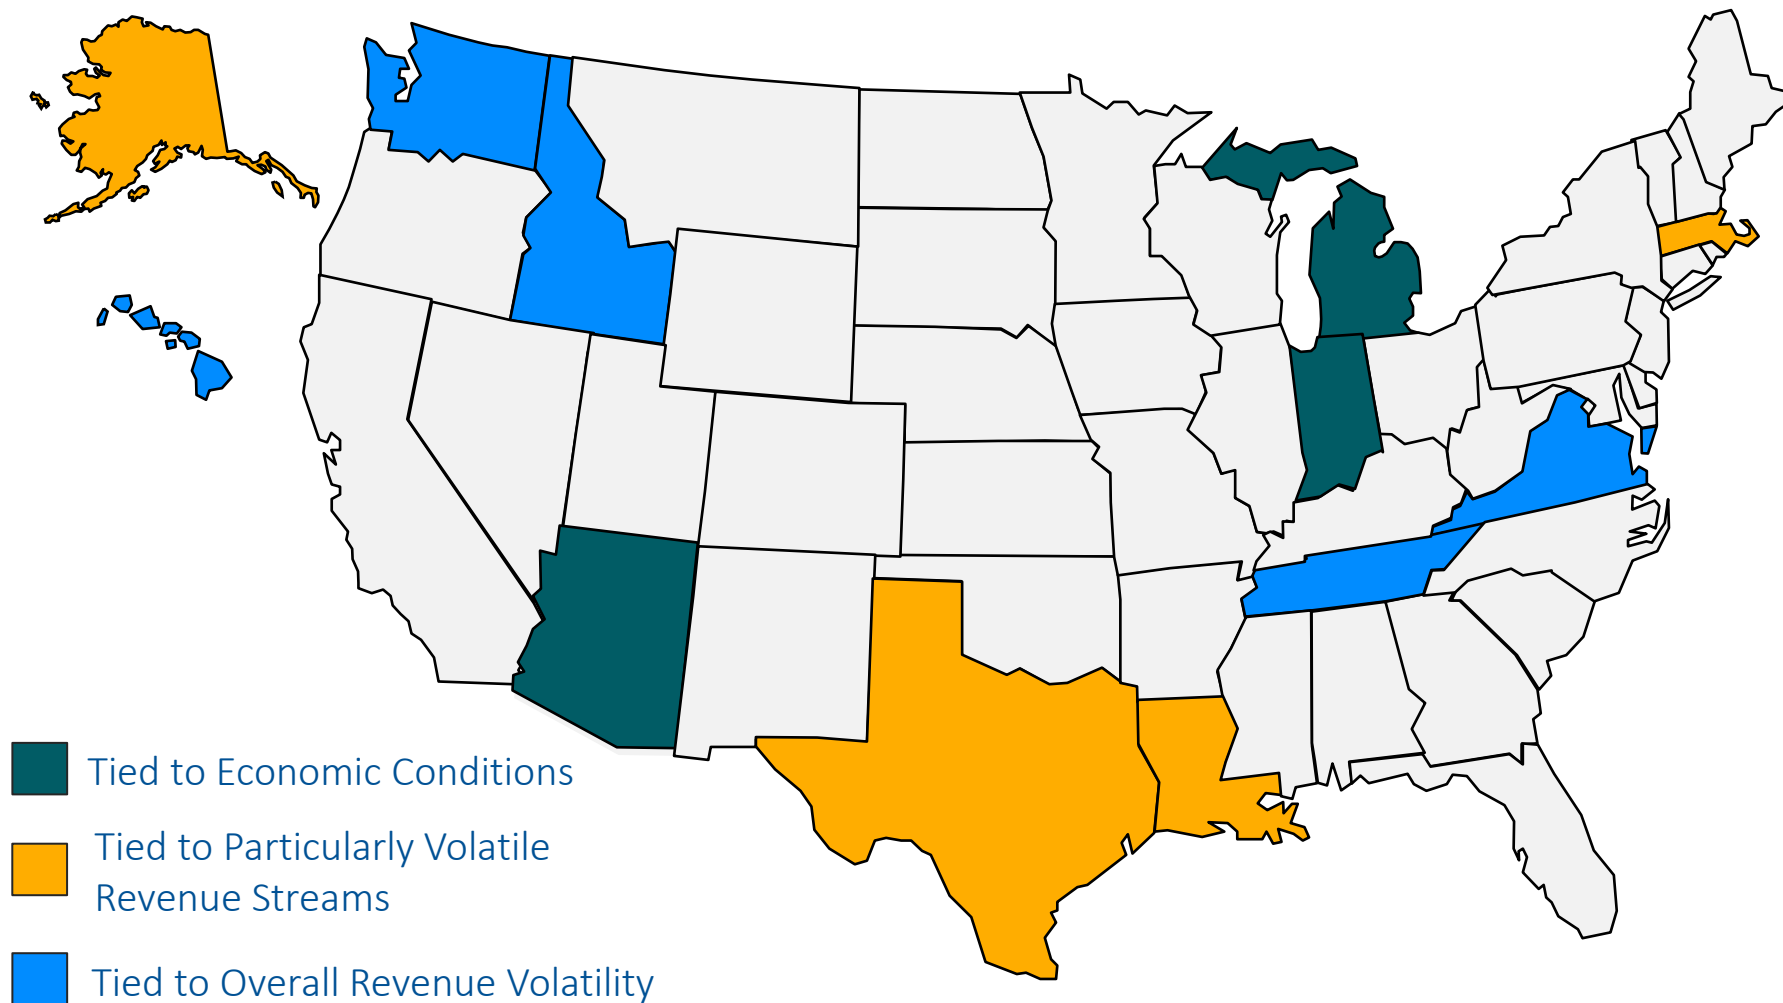 Tied to Economic Conditions
Tied to Particularly Volatile
Revenue Streams
Tied to Overall Revenue Volatility